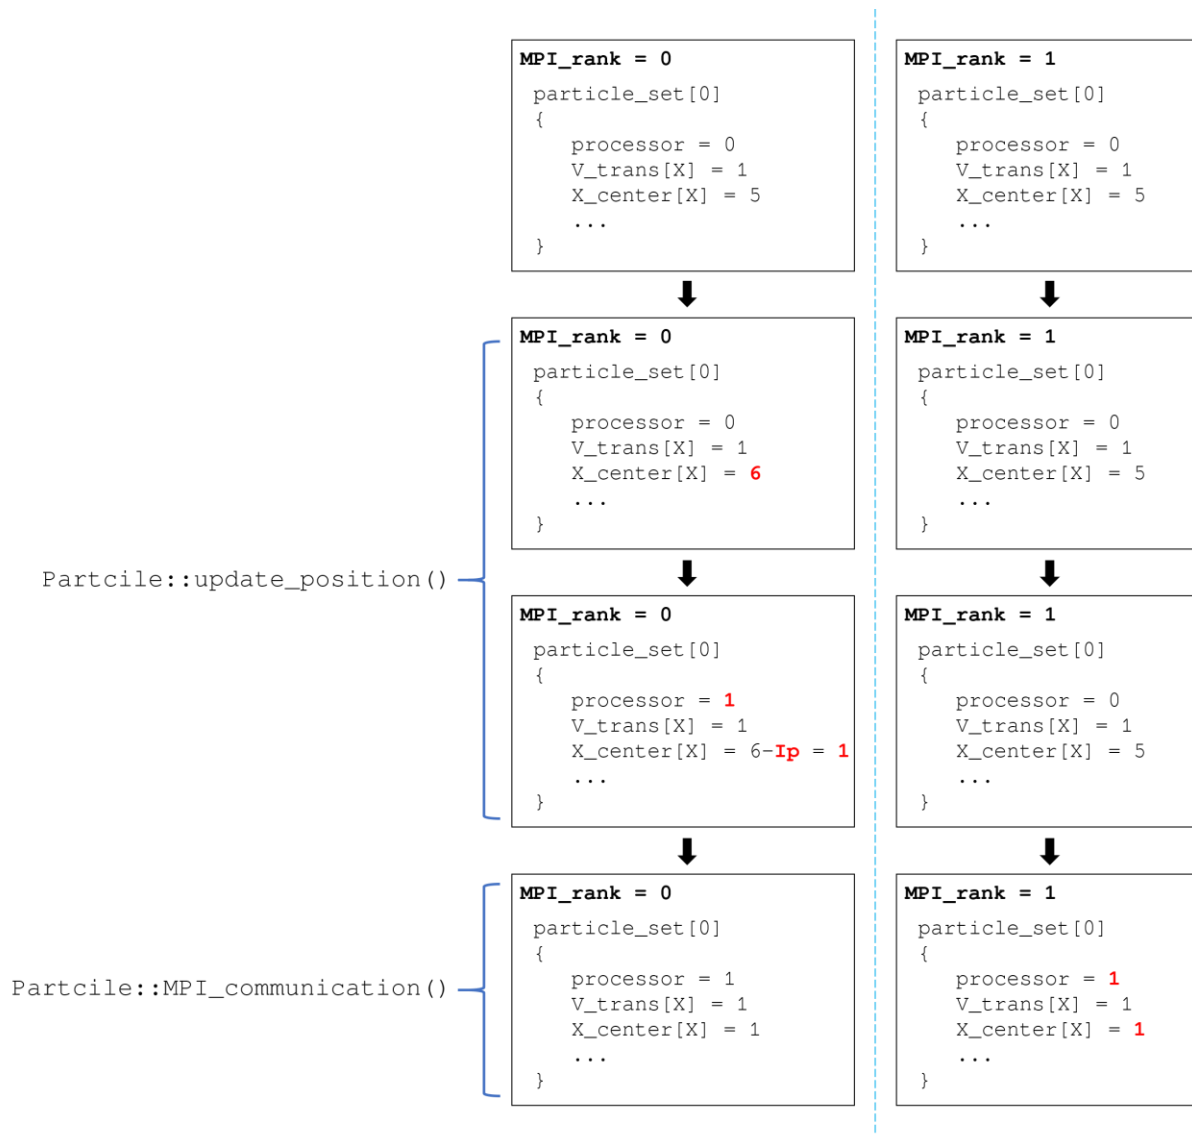 MPI_rank = 0
particle_set[0]
{
processor = 0
V_trans[X] = 1
X_center[X] = 5
...
}
MPI_rank = 1
particle_set[0]
{
processor = 0
V_trans[X] = 1
X_center[X] = 5
...
}
Partcile::update_position()
MPI_rank = 0
particle_set[0]
{
processor = 0
V_trans[X] = 1
X_center[X] = 6
...
}
MPI_rank = 1
particle_set[0]
{
processor = 0
V_trans[X] = 1
X_center[X] = 5
...
}
MPI_rank = 0
particle_set[0]
{
processor = 1
V_trans[X] = 1
X_center[X] = 6-Ip = 1
...
}
MPI_rank = 1
particle_set[0]
{
processor = 0
V_trans[X] = 1
X_center[X] = 5
...
}
Partcile::MPI_communication()
MPI_rank = 0
particle_set[0]
{
processor = 1
V_trans[X] = 1
X_center[X] = 1
...
}
MPI_rank = 1
particle_set[0]
{
processor = 1
V_trans[X] = 1
X_center[X] = 1
...
}